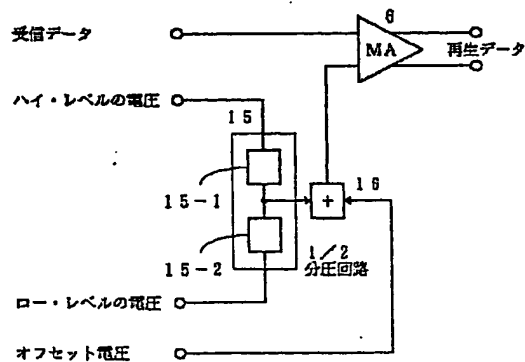 受信データ
6
MA
再生データ
ハイ・レベルの電圧
15
15-1
+
16
15-2
1/2
分圧回路
ロー・レベルの電圧
オフセット電圧